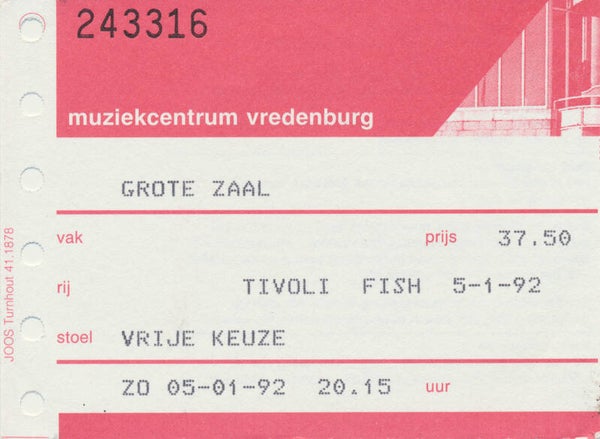 243316
muziekcentrum vredenburg
GROTE ZAAL
vak prijs 37.50
rij TIVOLI FISH 5-1-92
stoel VRIJE KEUZE
ZO 05-01-92 20.15 uur
JOOS Turnhout 41.1878